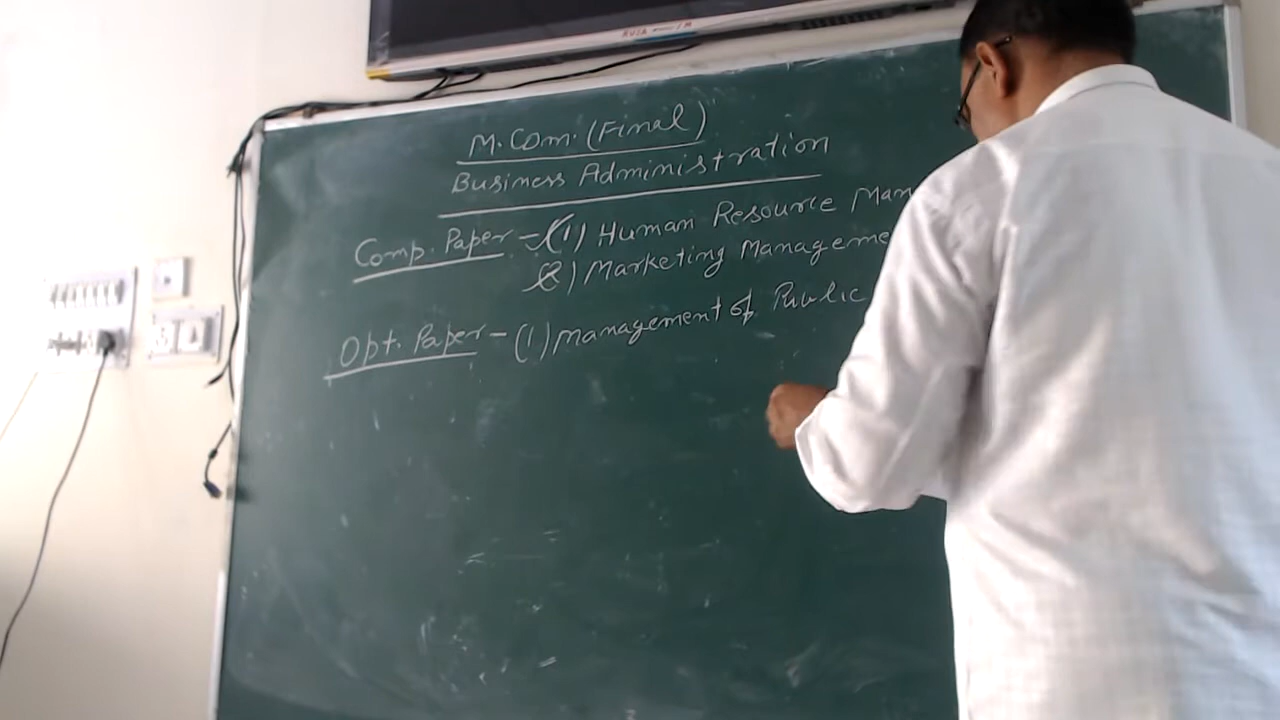 M.Com. (Final)
Business Administration
Comp. Paper - (1) Human Resource Man
(2) Marketing Manageme
Opt. Paper - (1) Management of Public